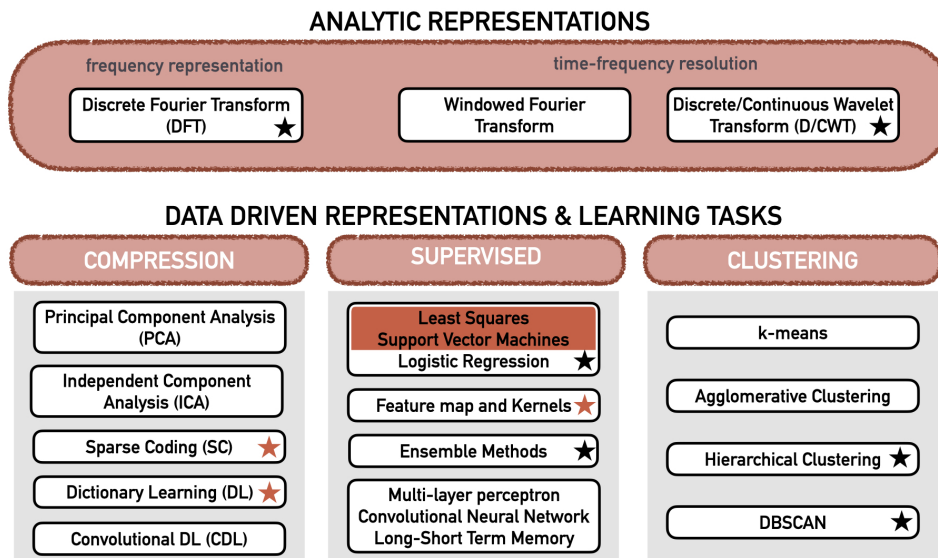 ANALYTIC REPRESENTATIONS
frequency representation
time-frequency resolution
Discrete Fourier Transform
(DFT)
Windowed Fourier
Transform
Discrete/Continuous Wavelet
Transform (D/CWT)
DATA DRIVEN REPRESENTATIONS & LEARNING TASKS
COMPRESSION
Principal Component Analysis
(PCA)
Independent Component
Analysis (ICA)
Sparse Coding (SC)
Dictionary Learning (DL)
Convolutional DL (CDL)
SUPERVISED
Least Squares
Support Vector Machines
Logistic Regression
Feature map and Kernels
Ensemble Methods
Multi-layer perceptron
Convolutional Neural Network
Long-Short Term Memory
CLUSTERING
k-means
Agglomerative Clustering
Hierarchical Clustering
DBSCAN